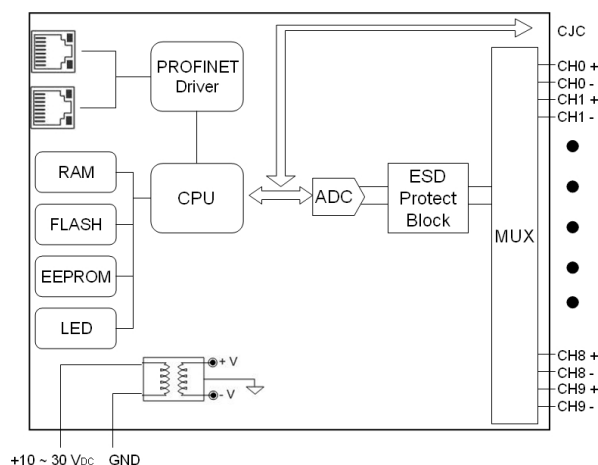 CJC
PROFINET
Driver
CH0 +
CH0 -
CH1 +
CH1 -
RAM
CPU
ADC
ESD
Protect
Block
FLASH
MUX
EEPROM
LED
+ V
- V
CH8 +
CH8 -
CH9 +
CH9 -
+10 ~ 30 VDC
GND